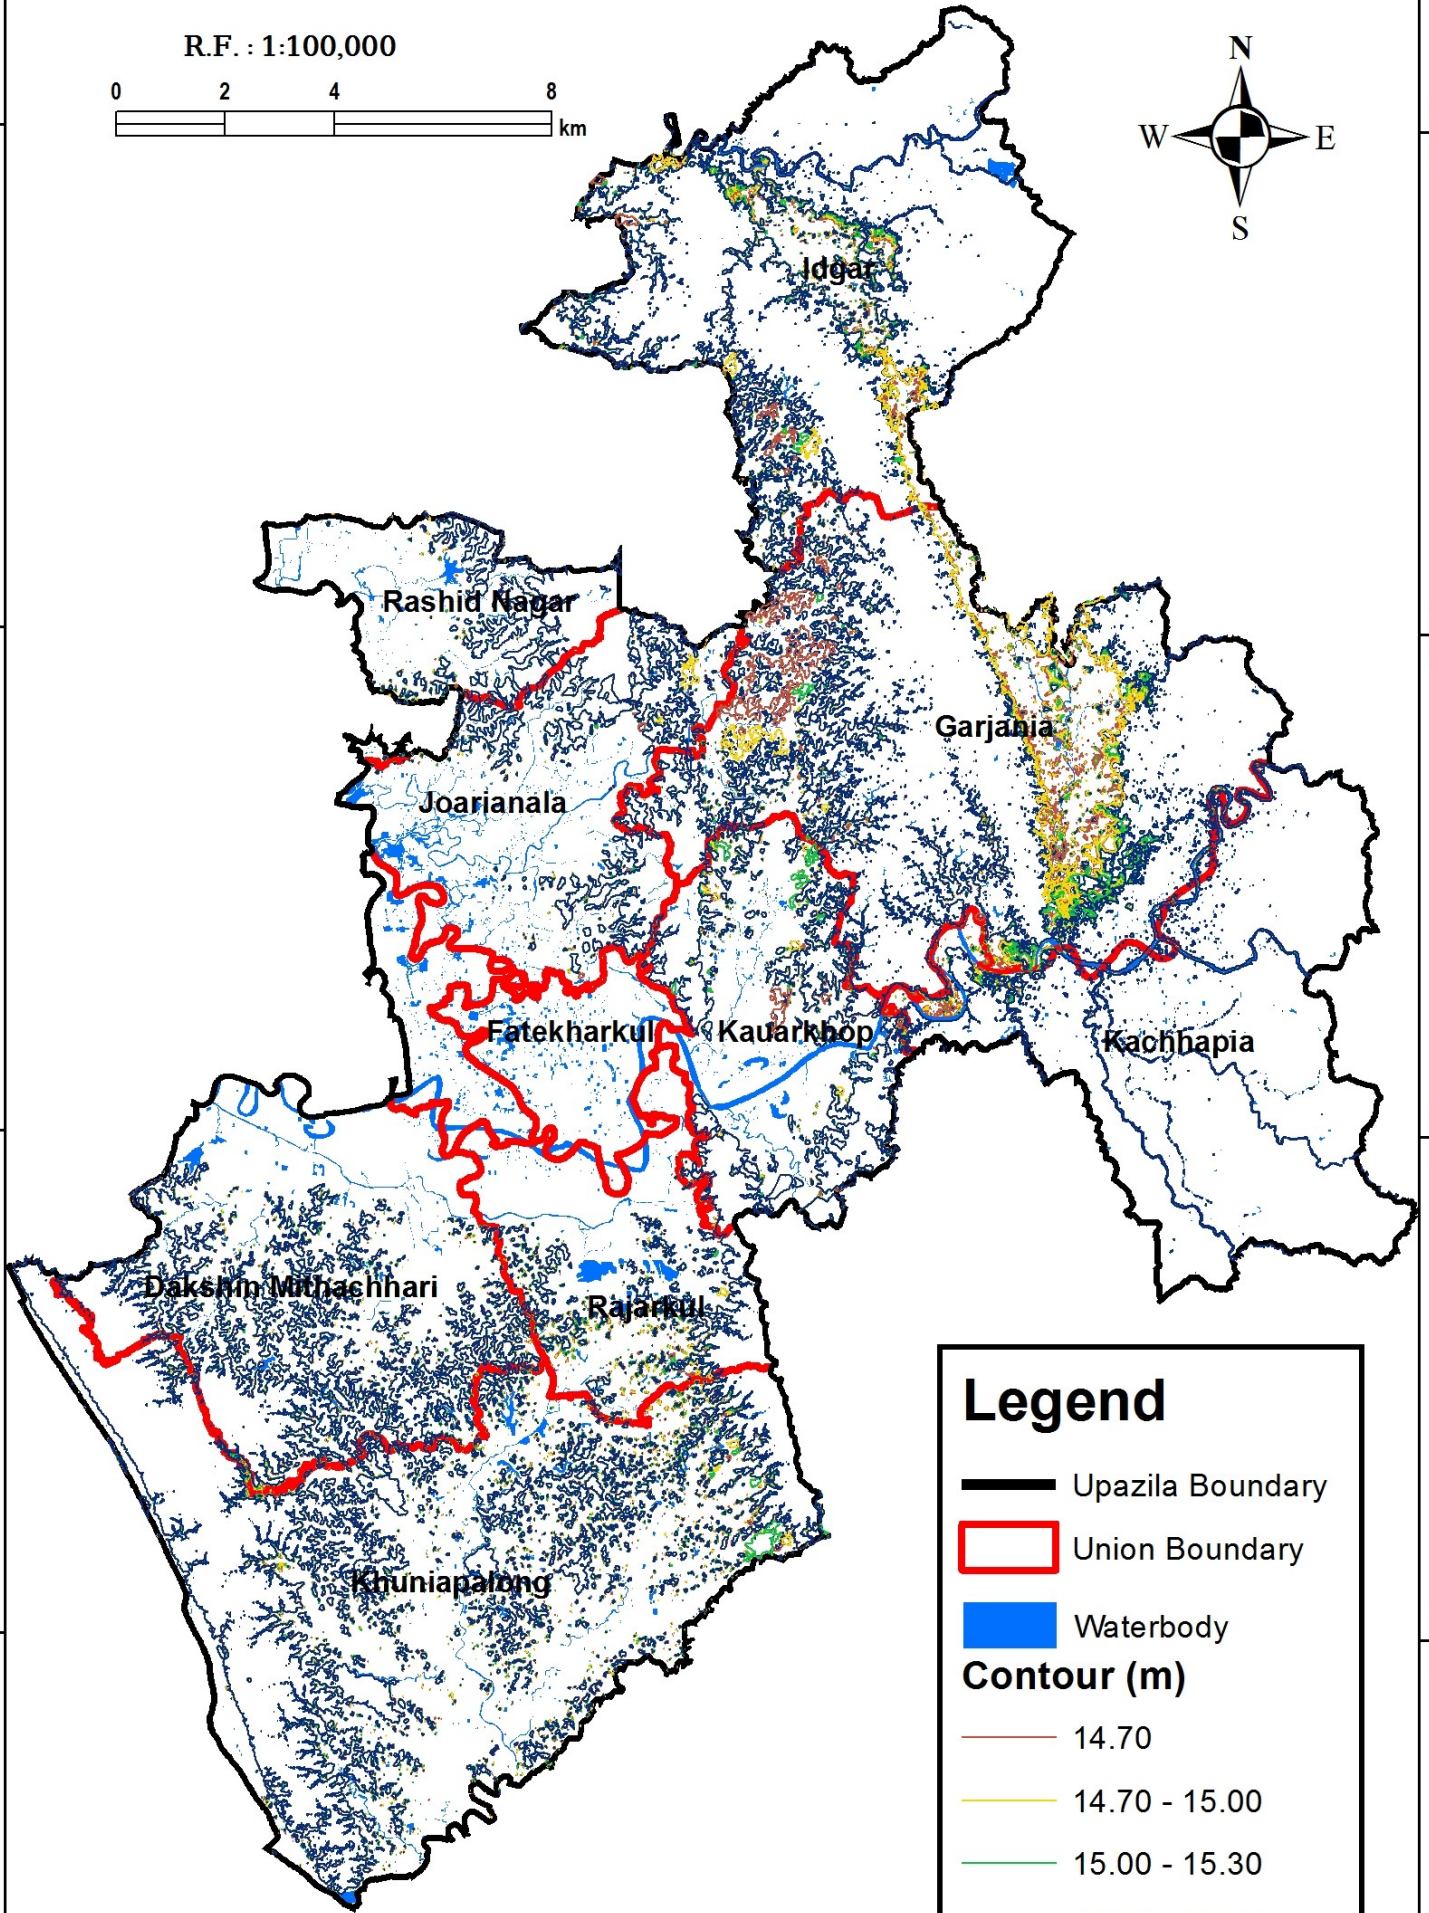 R.F. : 1:100,000
0 2 4 8
km
N
W E
S
Idgar
Rashid Nagar
Garjania
Joarianala
Fatekharkul
Kauarkhop
Kachhapia
Dakshin Mithachhari
Rajarkul
Khuniapalong
Legend
Upazila Boundary
Union Boundary
Waterbody
Contour (m)
14.70
14.70 - 15.00
15.00 - 15.30